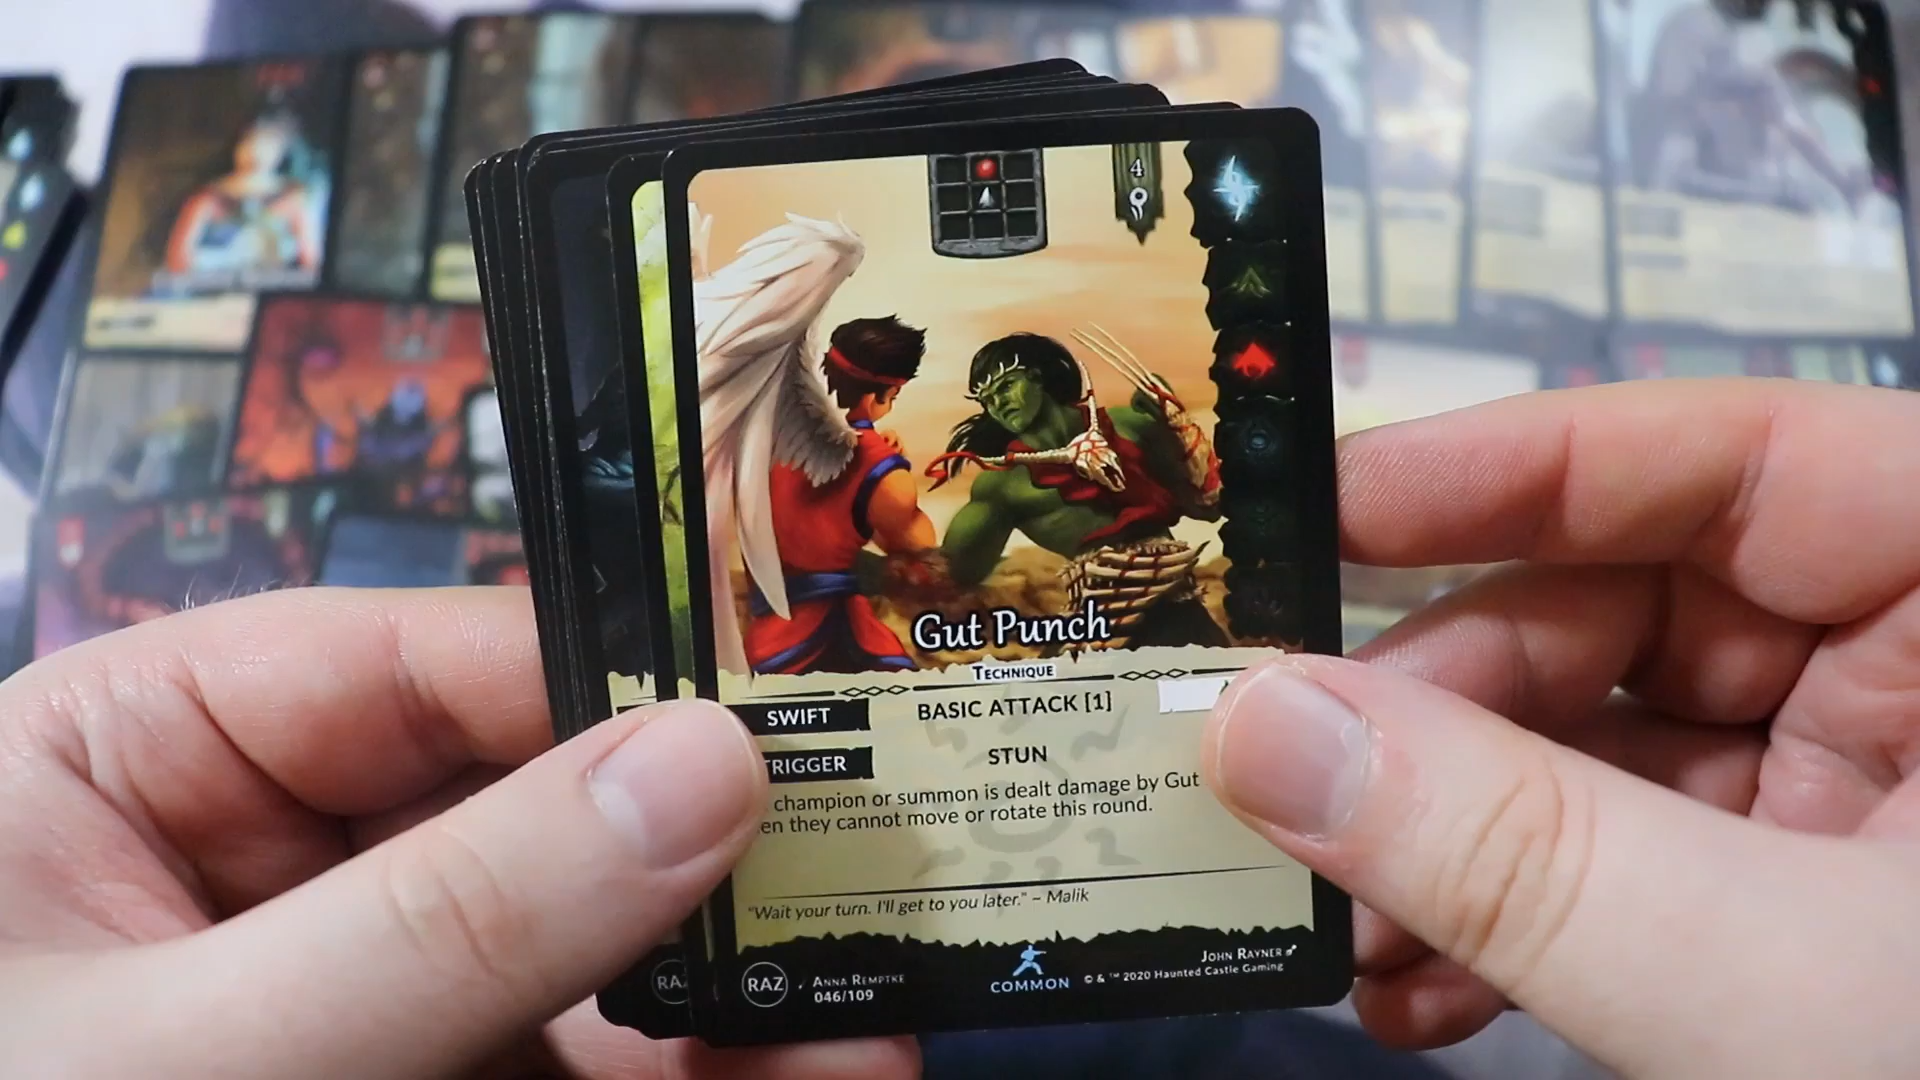 4
Gut Punch
TECHNIQUE
SWIFT BASIC ATTACK [1]
TRIGGER STUN
champion or summon is dealt damage by Gut
they cannot move or rotate this round.
"Wait your turn. I'll get to you later." ~ Malik
RAZ ANNA REMPTKE
046/109
COMMON
JOHN RAYNER
© & ™ 2020 HAUNTED CASTLE GAMING